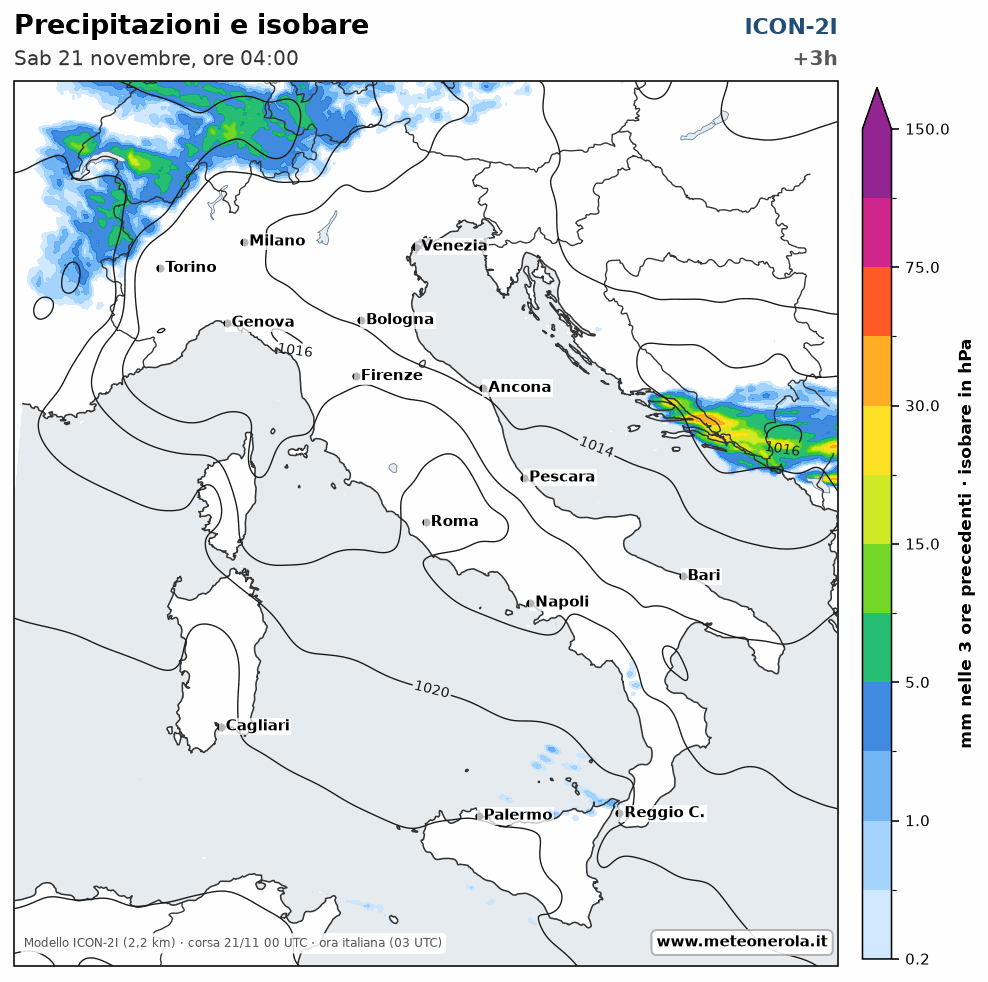 Precipitazioni e isobare
ICON-2I
Sab 21 novembre, ore 04:00
+3h
150.0
Milano
Venezia
Torino
75.0
Genova
Bologna
1016
Firenze
Ancona
30.0
1014
1016
Pescara
Roma
15.0
Bari
Napoli
5.0
1020
Cagliari
Palermo
Reggio C.
1.0
mm nelle 3 ore precedenti · isobare in hPa
Modello ICON-2I (2,2 km) · corsa 21/11 00 UTC · ora italiana (03 UTC)
www.meteonerola.it
0.2